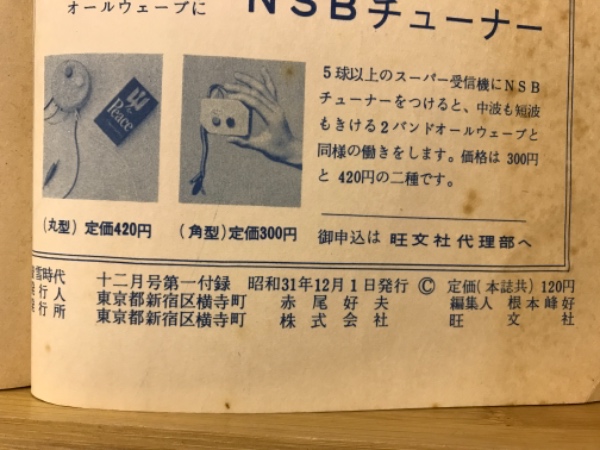 オールウェーブに
NSBチューナー
The Peace
5球以上のスーパー受信機にNSB
チューナーをつけると、中波も短波
もきける2バンドオールウェーブと
同様の働きをします。価格は 300円
と 420円の二種です。
(丸型) 定価420円
(角型) 定価300円
御申込は 旺文社代理部へ
雪時代 十二月号第一付録 昭和31年12月1日発行 © 定価(本誌共) 120円
行人 東京都新宿区横寺町 赤尾好夫 編集人 根本峰好
行所 東京都新宿区横寺町 株式会社 旺文社